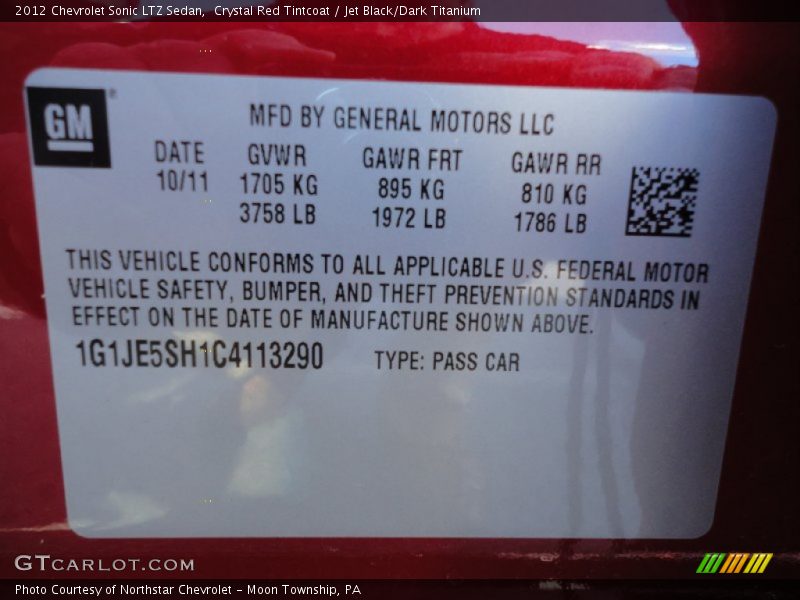 2012 Chevrolet Sonic LTZ Sedan,  Crystal Red Tintcoat / Jet Black/Dark Titanium
GM ®
MFD BY GENERAL MOTORS LLC
DATE GVWR GAWR FRT GAWR RR
10/11 1705 KG 895 KG 810 KG
3758 LB 1972 LB 1786 LB
THIS VEHICLE CONFORMS TO ALL APPLICABLE U.S. FEDERAL MOTOR
VEHICLE SAFETY, BUMPER, AND THEFT PREVENTION STANDARDS IN
EFFECT ON THE DATE OF MANUFACTURE SHOWN ABOVE.
1G1JE5SH1C4113290 TYPE: PASS CAR
GTCARLOT.COM
Photo Courtesy of Northstar Chevrolet - Moon Township, PA